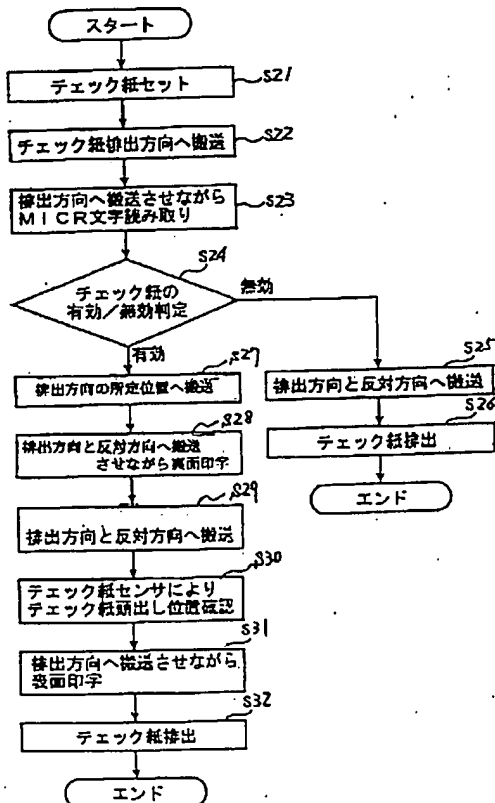 スタート
チェック紙セット
S21
チェック紙排出方向へ搬送
S22
排出方向へ搬送させながら
MICR文字読み取り
S23
チェック紙の
有効/無効判定
S24
無効
有効
排出方向と反対方向へ搬送
S25
チェック紙排出
S26
エンド
排出方向の所定位置へ搬送
S27
排出方向と反対方向へ搬送
させながら裏面印字
S28
排出方向と反対方向へ搬送
S29
チェック紙センサにより
チェック紙頭出し位置確認
S30
排出方向へ搬送させながら
表面印字
S31
チェック紙排出
S32
エンド